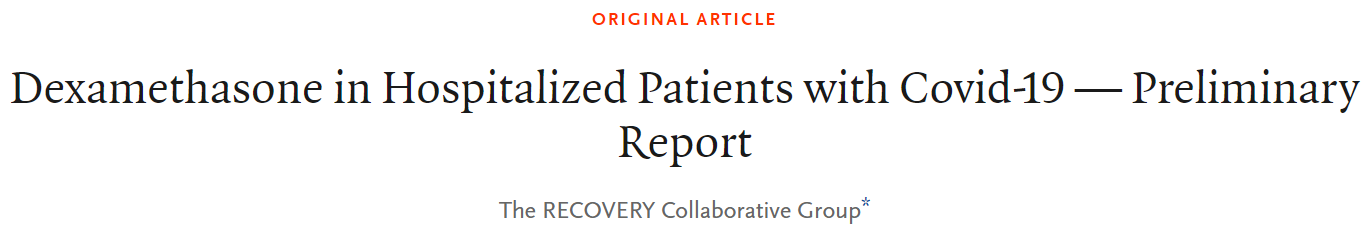 ORIGINAL ARTICLE
Dexamethasone in Hospitalized Patients with Covid-19 — Preliminary
Report
The RECOVERY Collaborative Group*